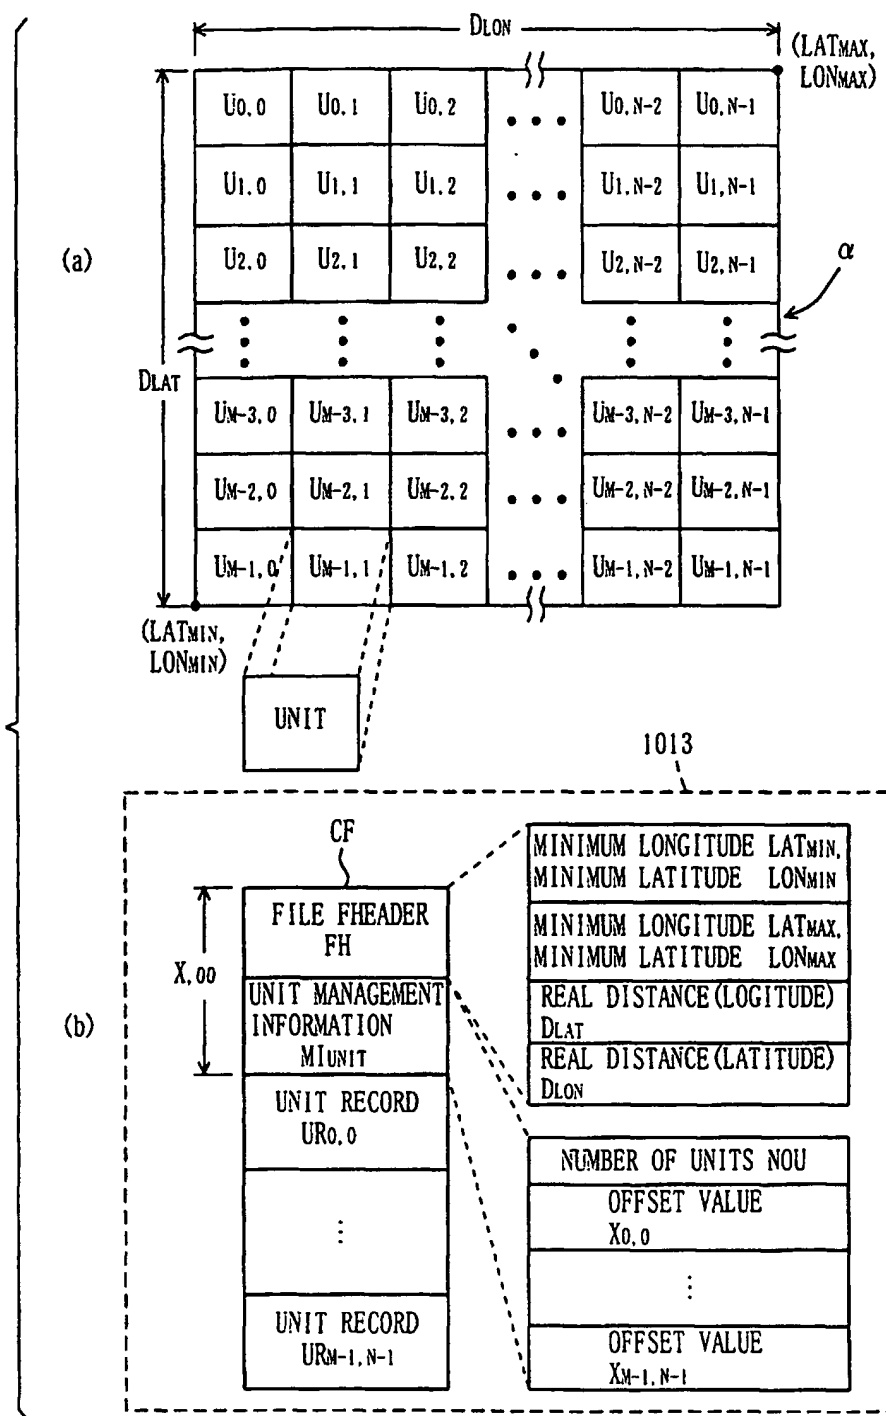 DLON
(LATMAX,
LONMAX)
U0,0 U0,1 U0,2 U0,N-2 U0,N-1
U1,0 U1,1 U1,2 U1,N-2 U1,N-1
(a)
U2,0 U2,1 U2,2 U2,N-2 U2,N-1
α
DLAT
UM-3,0 UM-3,1 UM-3,2 UM-3,N-2 UM-3,N-1
UM-2,0 UM-2,1 UM-2,2 UM-2,N-2 UM-2,N-1
UM-1,0 UM-1,1 UM-1,2 UM-1,N-2 UM-1,N-1
(LATMIN,
LONMIN)
UNIT
1013
(b)
CF
X,00
FILE FHEADER
FH
UNIT MANAGEMENT
INFORMATION
MIUNIT
UNIT RECORD
UR0,0
⋮
UNIT RECORD
URM-1,N-1
MINIMUM LONGITUDE LATMIN,
MINIMUM LATITUDE LONMIN
MINIMUM LONGITUDE LATMAX,
MINIMUM LATITUDE LONMAX
REAL DISTANCE(LOGITUDE)
DLAT
REAL DISTANCE(LATITUDE)
DLON
NUMBER OF UNITS NOU
OFFSET VALUE
X0,0
⋮
OFFSET VALUE
XM-1,N-1